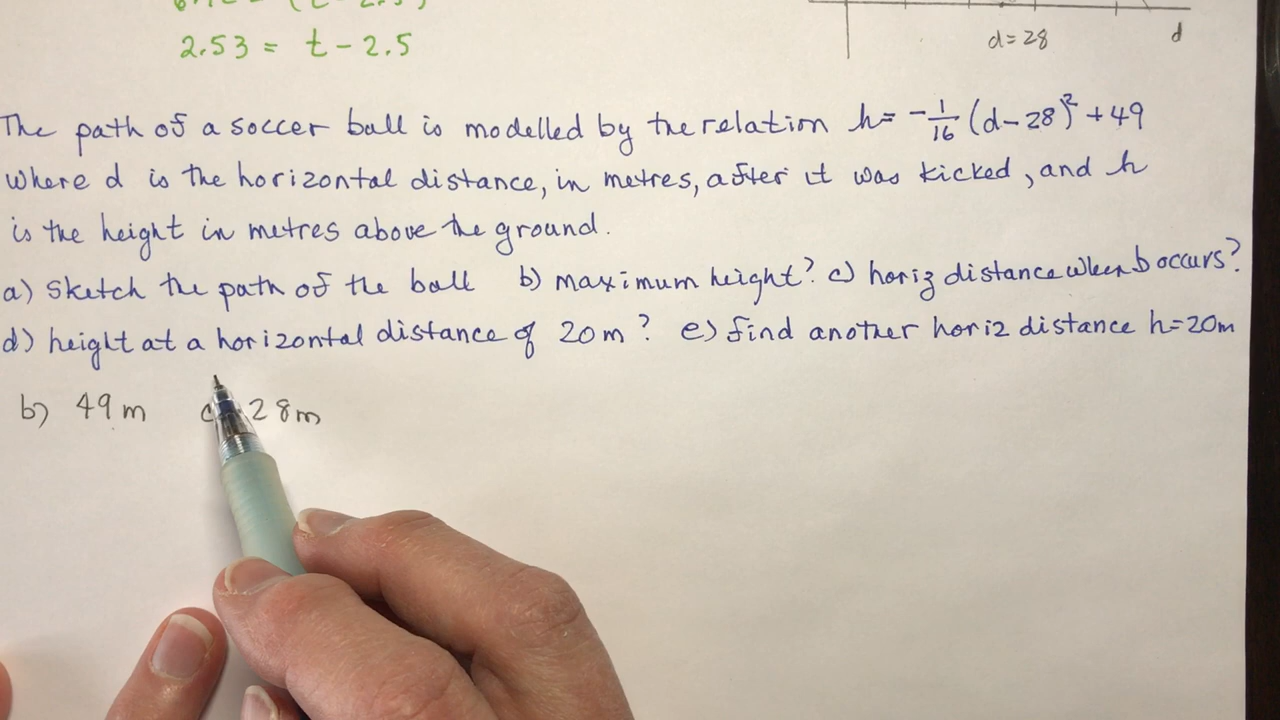 2.53 = t - 2.5
d=28 d
The path of a soccer ball is modelled by the relation h= -1/16 (d-28)² +49
where d is the horizontal distance, in metres, after it was kicked, and h
is the height in metres above the ground.
a) Sketch the path of the ball b) maximum height? c) horiz distance when b occurs?
d) height at a horizontal distance of 20m? e) find another horiz distance h=20m
b) 49m c 28m